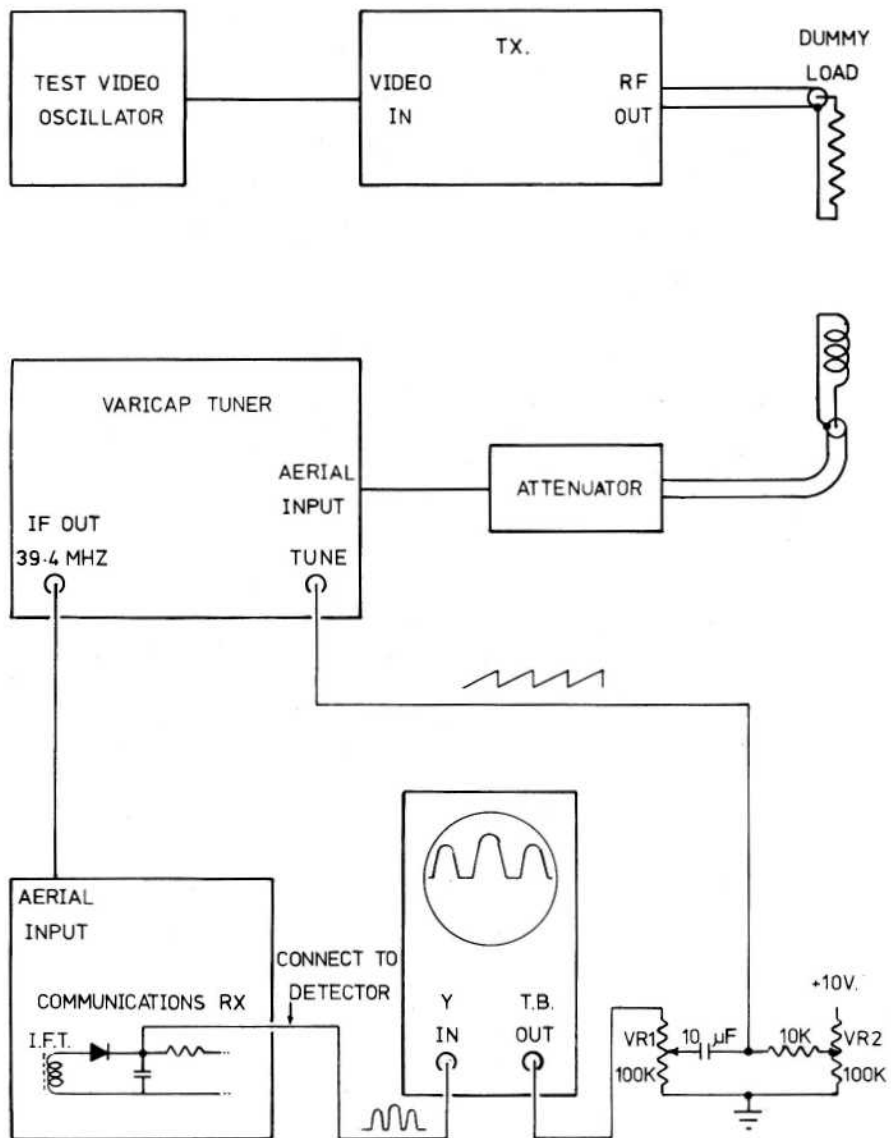 TEST VIDEO
OSCILLATOR
TX.
VIDEO
IN
RF
OUT
DUMMY
LOAD
VARICAP TUNER
AERIAL
INPUT
IF OUT
39·4 MHZ
TUNE
ATTENUATOR
AERIAL
INPUT
COMMUNICATIONS RX
I.F.T.
CONNECT TO
DETECTOR
Y
IN
T.B.
OUT
+10V.
VR1
10 µF
10K
VR2
100K
100K